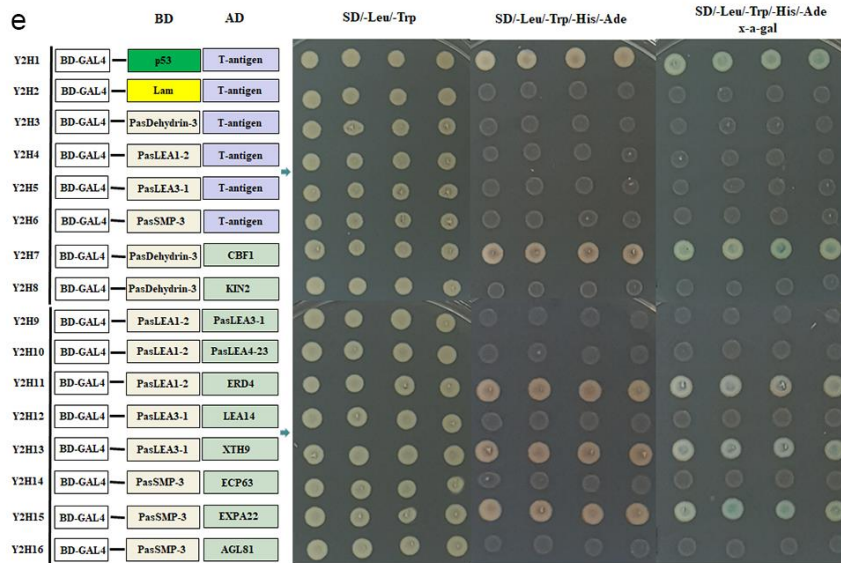 e
BD AD
SD/-Leu/-Trp
SD/-Leu/-Trp/-His/-Ade
SD/-Leu/-Trp/-His/-Ade
x-a-gal
Y2H1 BD-GAL4 p53 T-antigen
Y2H2 BD-GAL4 Lam T-antigen
Y2H3 BD-GAL4 PasDehydrin-3 T-antigen
Y2H4 BD-GAL4 PasLEA1-2 T-antigen
Y2H5 BD-GAL4 PasLEA3-1 T-antigen
Y2H6 BD-GAL4 PasSMP-3 T-antigen
Y2H7 BD-GAL4 PasDehydrin-3 CBF1
Y2H8 BD-GAL4 PasDehydrin-3 KIN2
Y2H9 BD-GAL4 PasLEA1-2 PasLEA3-1
Y2H10 BD-GAL4 PasLEA1-2 PasLEA4-23
Y2H11 BD-GAL4 PasLEA1-2 ERD4
Y2H12 BD-GAL4 PasLEA3-1 LEA14
Y2H13 BD-GAL4 PasLEA3-1 XTH9
Y2H14 BD-GAL4 PasSMP-3 ECP63
Y2H15 BD-GAL4 PasSMP-3 EXPA22
Y2H16 BD-GAL4 PasSMP-3 AGL81